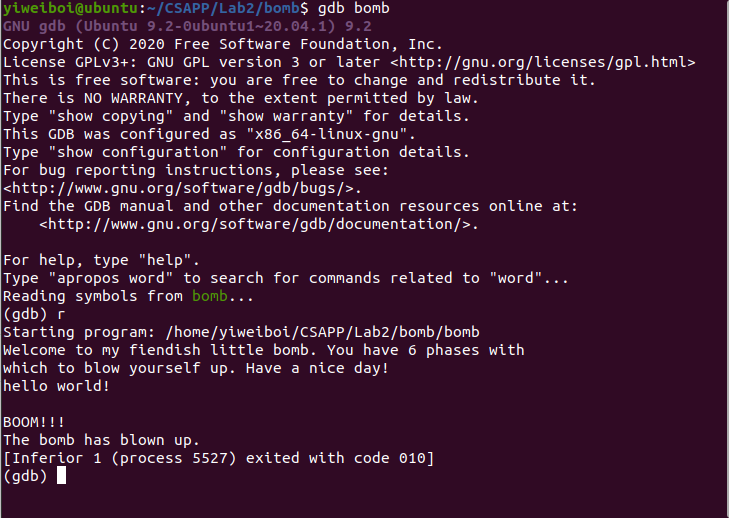 yiweiboi@ubuntu:~/CSAPP/Lab2/bomb$ gdb bomb
GNU gdb (Ubuntu 9.2-0ubuntu1~20.04.1) 9.2
Copyright (C) 2020 Free Software Foundation, Inc.
License GPLv3+: GNU GPL version 3 or later <http://gnu.org/licenses/gpl.html>
This is free software: you are free to change and redistribute it.
There is NO WARRANTY, to the extent permitted by law.
Type "show copying" and "show warranty" for details.
This GDB was configured as "x86_64-linux-gnu".
Type "show configuration" for configuration details.
For bug reporting instructions, please see:
<http://www.gnu.org/software/gdb/bugs/>.
Find the GDB manual and other documentation resources online at:
    <http://www.gnu.org/software/gdb/documentation/>.

For help, type "help".
Type "apropos word" to search for commands related to "word"...
Reading symbols from bomb...
(gdb) r
Starting program: /home/yiweiboi/CSAPP/Lab2/bomb/bomb
Welcome to my fiendish little bomb. You have 6 phases with
which to blow yourself up. Have a nice day!
hello world!

BOOM!!!
The bomb has blown up.
[Inferior 1 (process 5527) exited with code 010]
(gdb)